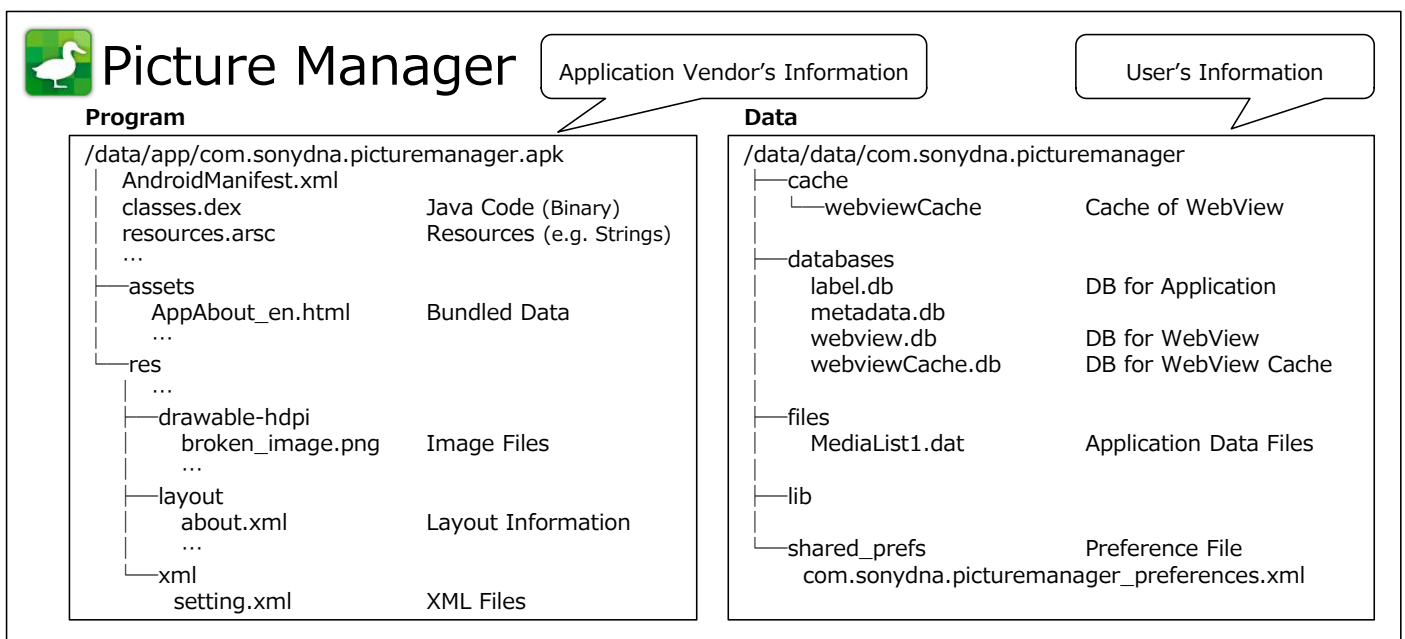 Picture Manager
Application Vendor's Information
User's Information
Program
/data/app/com.sonydna.picturemanager.apk
AndroidManifest.xml
classes.dex Java Code (Binary)
resources.arsc Resources (e.g. Strings)
…
assets
AppAbout_en.html Bundled Data
…
res
…
drawable-hdpi
broken_image.png Image Files
…
layout
about.xml Layout Information
…
xml
setting.xml XML Files
Data
/data/data/com.sonydna.picturemanager
cache
webviewCache Cache of WebView
databases
label.db DB for Application
metadata.db
webview.db DB for WebView
webviewCache.db DB for WebView Cache
files
MediaList1.dat Application Data Files
lib
shared_prefs Preference File
com.sonydna.picturemanager_preferences.xml